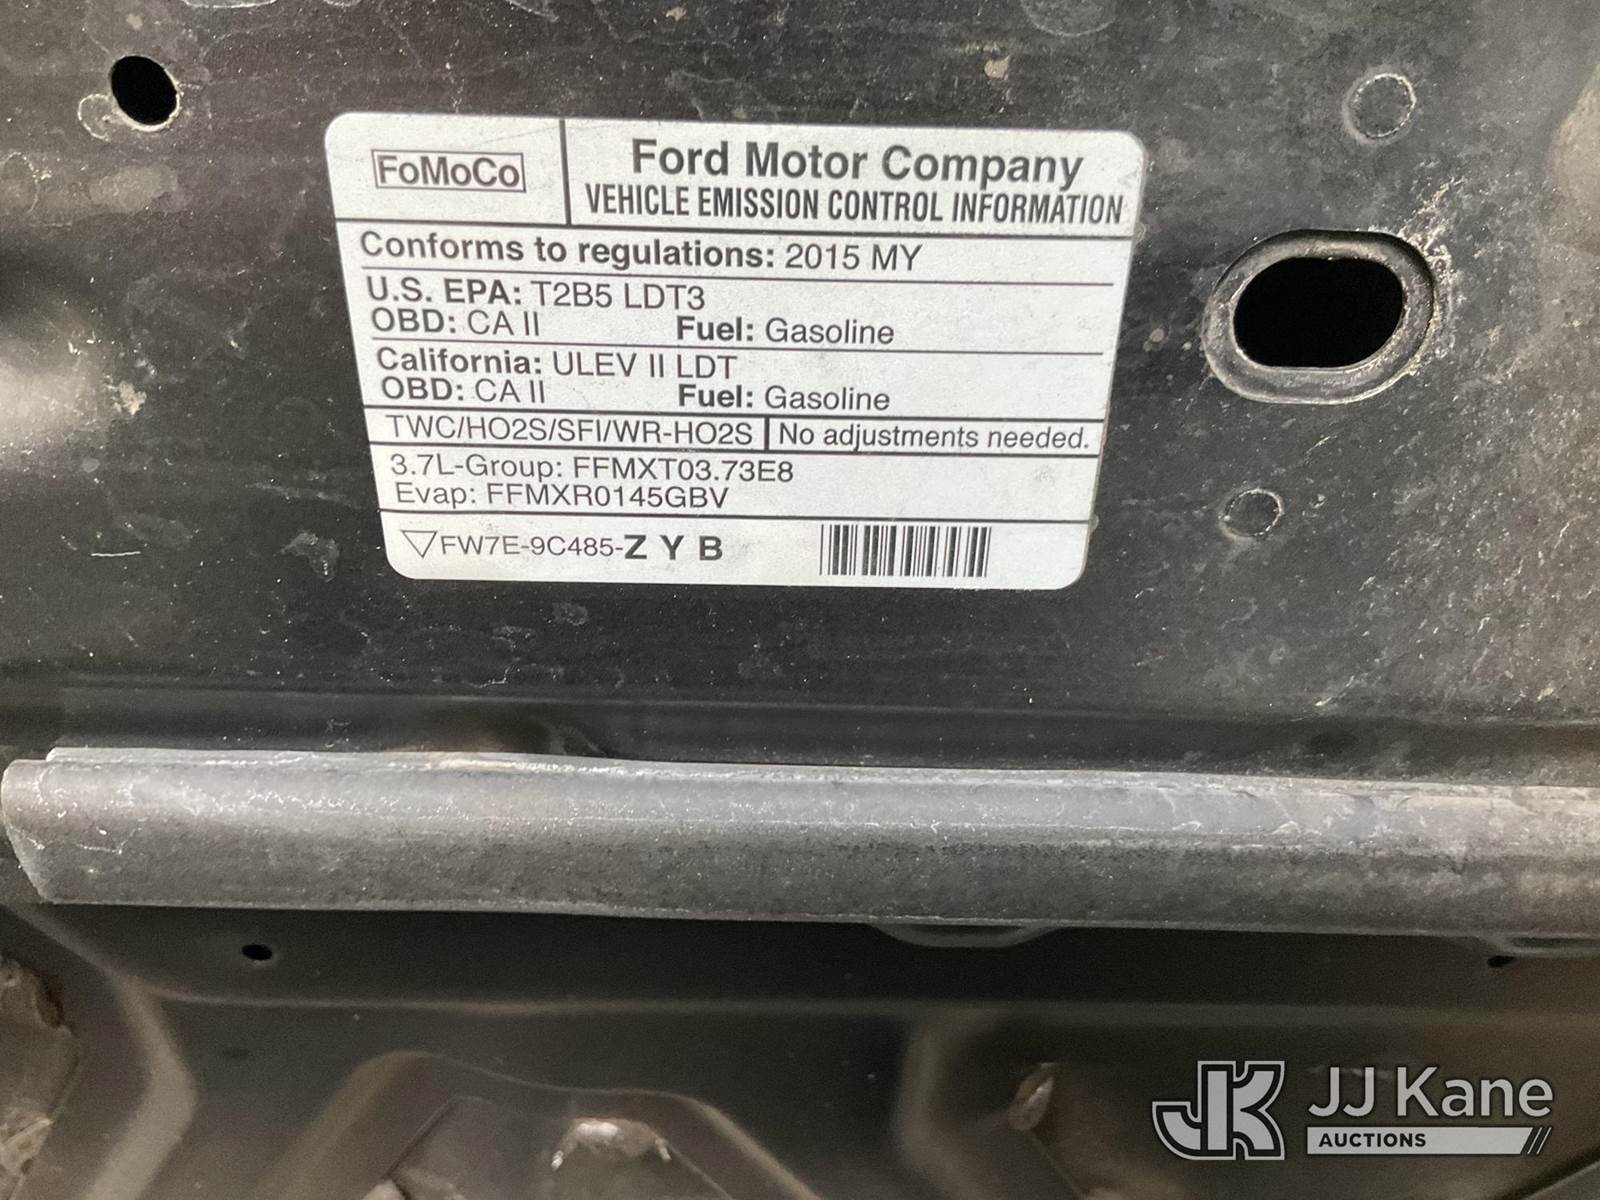 FoMoCo
Ford Motor Company
VEHICLE EMISSION CONTROL INFORMATION
Conforms to regulations: 2015 MY
U.S. EPA: T2B5 LDT3
OBD: CA II Fuel: Gasoline
California: ULEV II LDT
OBD: CA II Fuel: Gasoline
TWC/HO2S/SFI/WR-HO2S No adjustments needed.
3.7L-Group: FFMXT03.73E8
Evap: FFMXR0145GBV
FW7E-9C485-Z Y B
JK JJ Kane
AUCTIONS